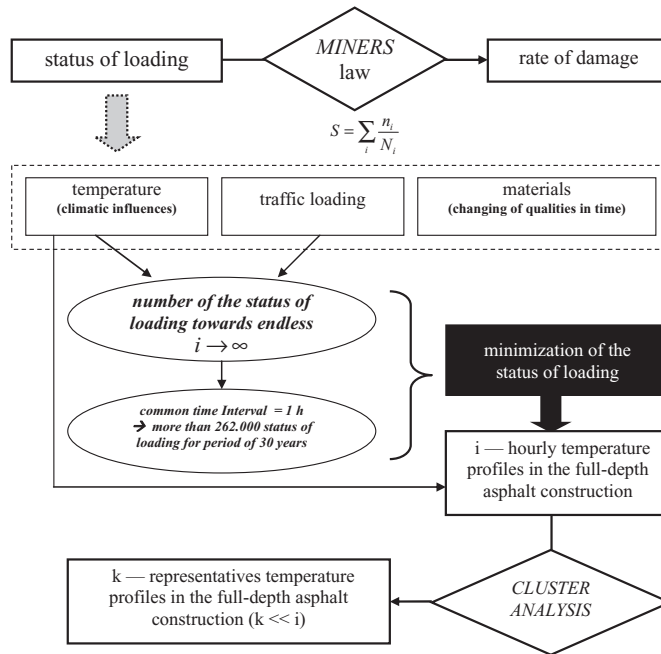 status of loading
MINERS
law
rate of damage
S = ∑_i n_i/N_i
temperature
(climatic influences)
traffic loading
materials
(changing of qualities in time)
number of the status of
loading towards endless
i → ∞
minimization of the
status of loading
common time Interval = 1 h
→ more than 262.000 status of
loading for period of 30 years
i — hourly temperature
profiles in the full-depth
asphalt construction
k — representatives temperature
profiles in the full-depth asphalt
construction (k << i)
CLUSTER
ANALYSIS